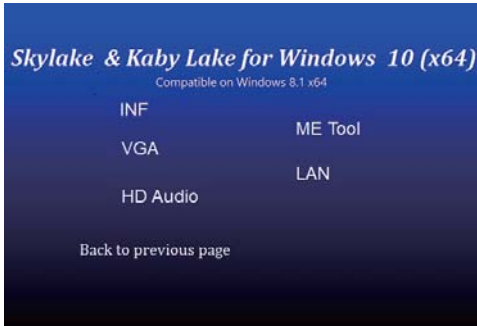 Skylake & Kaby Lake for Windows 10 (x64)
Compatible on Windows 8.1 x64
INF
ME Tool
VGA
LAN
HD Audio
Back to previous page